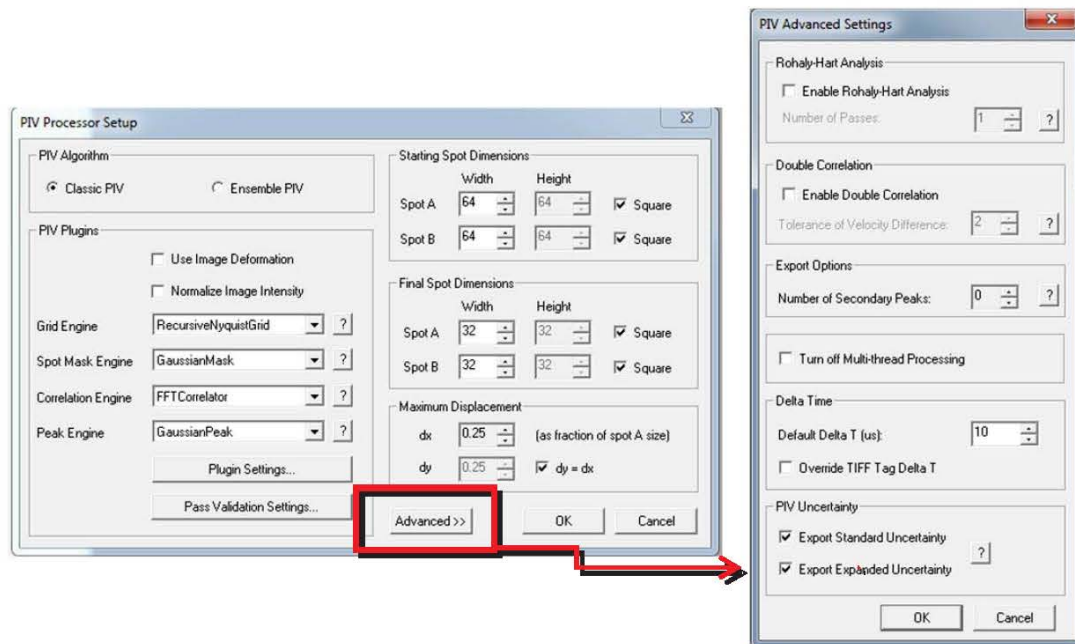 PIV Processor Setup
PIV Algorithm
Classic PIV
Ensemble PIV
PIV Plugins
Use Image Deformation
Normalize Image Intensity
Grid Engine RecursiveNyquistGrid ?
Spot Mask Engine GaussianMask ?
Correlation Engine FFTCorrelator ?
Peak Engine GaussianPeak ?
Plugin Settings...
Pass Validation Settings...
Starting Spot Dimensions
Width Height
Spot A 64 64 Square
Spot B 64 64 Square
Final Spot Dimensions
Width Height
Spot A 32 32 Square
Spot B 32 32 Square
Maximum Displacement
dx 0.25 (as fraction of spot A size)
dy 0.25 dy = dx
Advanced >> OK Cancel
PIV Advanced Settings
Rohaly-Hart Analysis
Enable Rohaly-Hart Analysis
Number of Passes: 1 ?
Double Correlation
Enable Double Correlation
Tolerance of Velocity Difference: 2 ?
Export Options
Number of Secondary Peaks: 0 ?
Turn off Multi-thread Processing
Delta Time
Default Delta T (us): 10
Override TIFF Tag Delta T
PIV Uncertainty
Export Standard Uncertainty
?
Export Expanded Uncertainty
OK Cancel